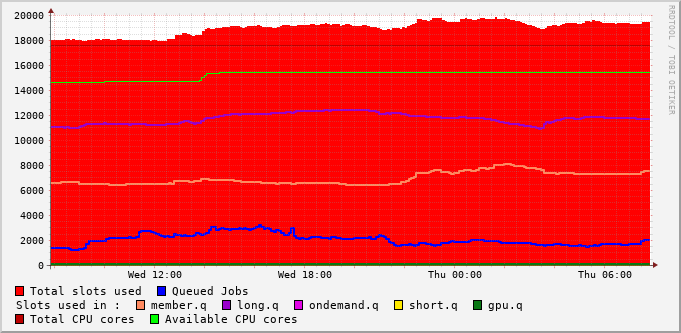 20000
18000
16000
14000
12000
10000
8000
6000
4000
2000
0
Wed 12:00 Wed 18:00 Thu 00:00 Thu 06:00
RRDTOOL / TOBI OETIKER
Total slots used Queued Jobs
Slots used in : member.q long.q ondemand.q short.q gpu.q
Total CPU cores Available CPU cores